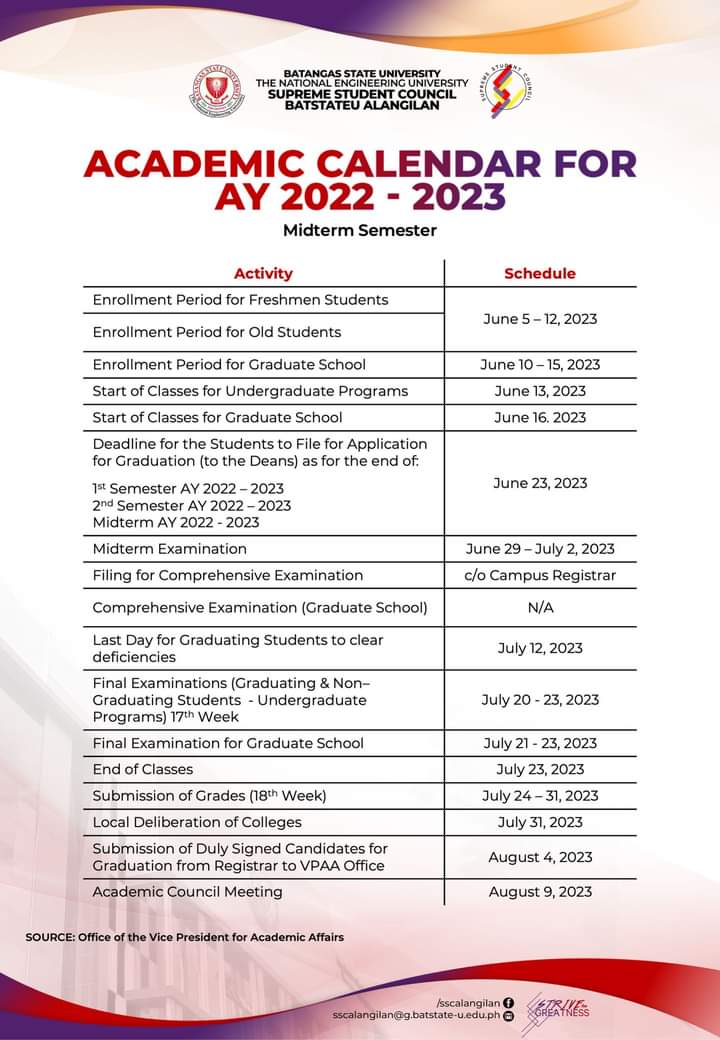 BATANGAS STATE UNIVERSITY
THE NATIONAL ENGINEERING UNIVERSITY
SUPREME STUDENT COUNCIL
BATSTATEU ALANGILAN
ACADEMIC CALENDAR FOR
AY 2022 - 2023
Midterm Semester
Activity Schedule
Enrollment Period for Freshmen Students
June 5 – 12, 2023
Enrollment Period for Old Students
Enrollment Period for Graduate School June 10 – 15, 2023
Start of Classes for Undergraduate Programs June 13, 2023
Start of Classes for Graduate School June 16. 2023
Deadline for the Students to File for Application
for Graduation (to the Deans) as for the end of:
June 23, 2023
1st Semester AY 2022 – 2023
2nd Semester AY 2022 – 2023
Midterm AY 2022 - 2023
Midterm Examination June 29 – July 2, 2023
Filing for Comprehensive Examination c/o Campus Registrar
Comprehensive Examination (Graduate School) N/A
Last Day for Graduating Students to clear
deficiencies
July 12, 2023
Final Examinations (Graduating & Non–
Graduating Students - Undergraduate
Programs) 17th Week
July 20 - 23, 2023
Final Examination for Graduate School July 21 - 23, 2023
End of Classes July 23, 2023
Submission of Grades (18th Week) July 24 – 31, 2023
Local Deliberation of Colleges July 31, 2023
Submission of Duly Signed Candidates for
Graduation from Registrar to VPAA Office
August 4, 2023
Academic Council Meeting August 9, 2023
SOURCE: Office of the Vice President for Academic Affairs
/sscalangilan
sscalangilan@g.batstate-u.edu.ph
STRIVE
GREATNESS